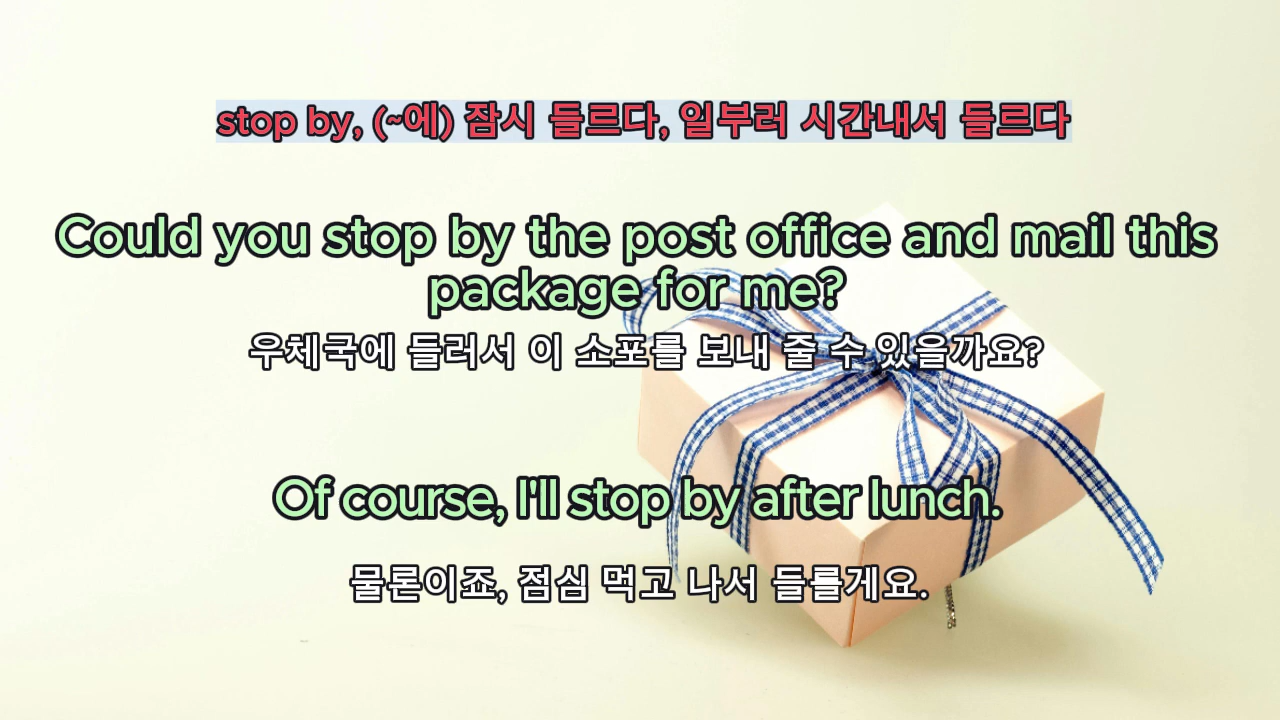 stop by, (~에) 잠시 들르다, 일부러 시간내서 들르다
Could you stop by the post office and mail this
package for me?
우체국에 들러서 이 소포를 보내 줄 수 있을까요?
Of course, I'll stop by after lunch.
물론이죠, 점심 먹고 나서 들를게요.